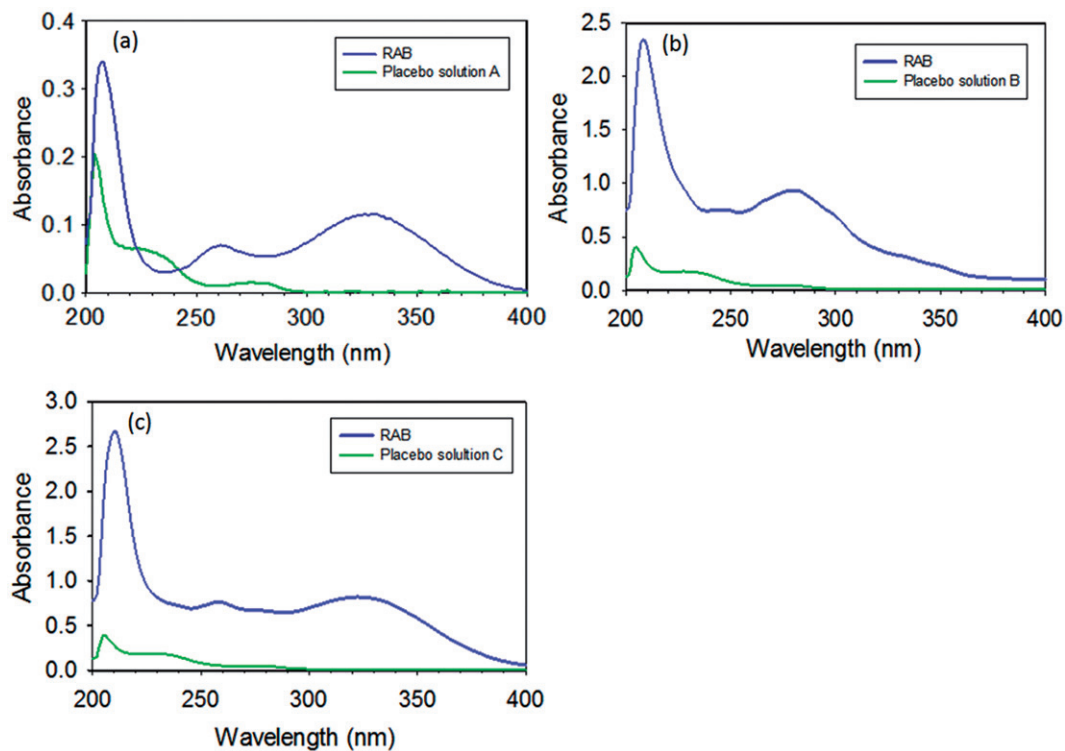 (a)
RAB
Placebo solution A
0.4
0.3
0.2
0.1
0.0
Absorbance
200 250 300 350 400
Wavelength (nm)
(b)
RAB
Placebo solution B
2.5
2.0
1.5
1.0
0.5
0.0
Absorbance
200 250 300 350 400
Wavelength (nm)
(c)
RAB
Placebo solultion C
3.0
2.5
2.0
1.5
1.0
0.5
0.0
Absorbance
200 250 300 350 400
Wavelength (nm)